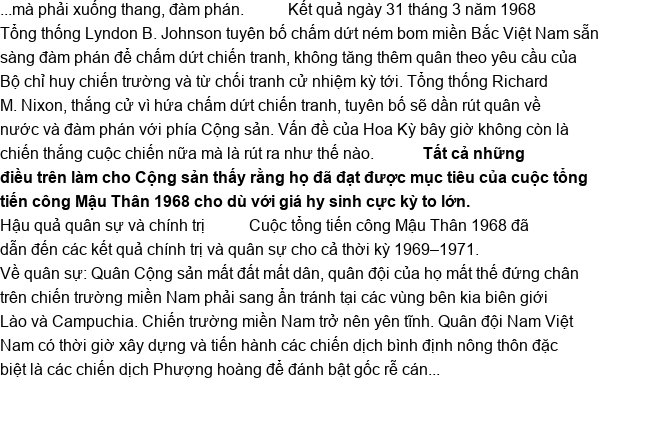 ...mà phải xuống thang, đàm phán. Kết quả ngày 31 tháng 3 năm 1968
Tổng thống Lyndon B. Johnson tuyên bố chấm dứt ném bom miền Bắc Việt Nam sẵn
sàng đàm phán để chấm dứt chiến tranh, không tăng thêm quân theo yêu cầu của
Bộ chỉ huy chiến trường và từ chối tranh cử nhiệm kỳ tới. Tổng thống Richard
M. Nixon, thắng cử vì hứa chấm dứt chiến tranh, tuyên bố sẽ dần rút quân về
nước và đàm phán với phía Cộng sản. Vấn đề của Hoa Kỳ bây giờ không còn là
chiến thắng cuộc chiến nữa mà là rút ra như thế nào. Tất cả những
điều trên làm cho Cộng sản thấy rằng họ đã đạt được mục tiêu của cuộc tổng
tiến công Mậu Thân 1968 cho dù với giá hy sinh cực kỳ to lớn.
Hậu quả quân sự và chính trị Cuộc tổng tiến công Mậu Thân 1968 đã
dẫn đến các kết quả chính trị và quân sự cho cả thời kỳ 1969–1971.
Về quân sự: Quân Cộng sản mất đất mất dân, quân đội của họ mất thế đứng chân
trên chiến trường miền Nam phải sang ẩn tránh tại các vùng bên kia biên giới
Lào và Campuchia. Chiến trường miền Nam trở nên yên tĩnh. Quân đội Nam Việt
Nam có thời giờ xây dựng và tiến hành các chiến dịch bình định nông thôn đặc
biệt là các chiến dịch Phượng hoàng để đánh bật gốc rễ cán...